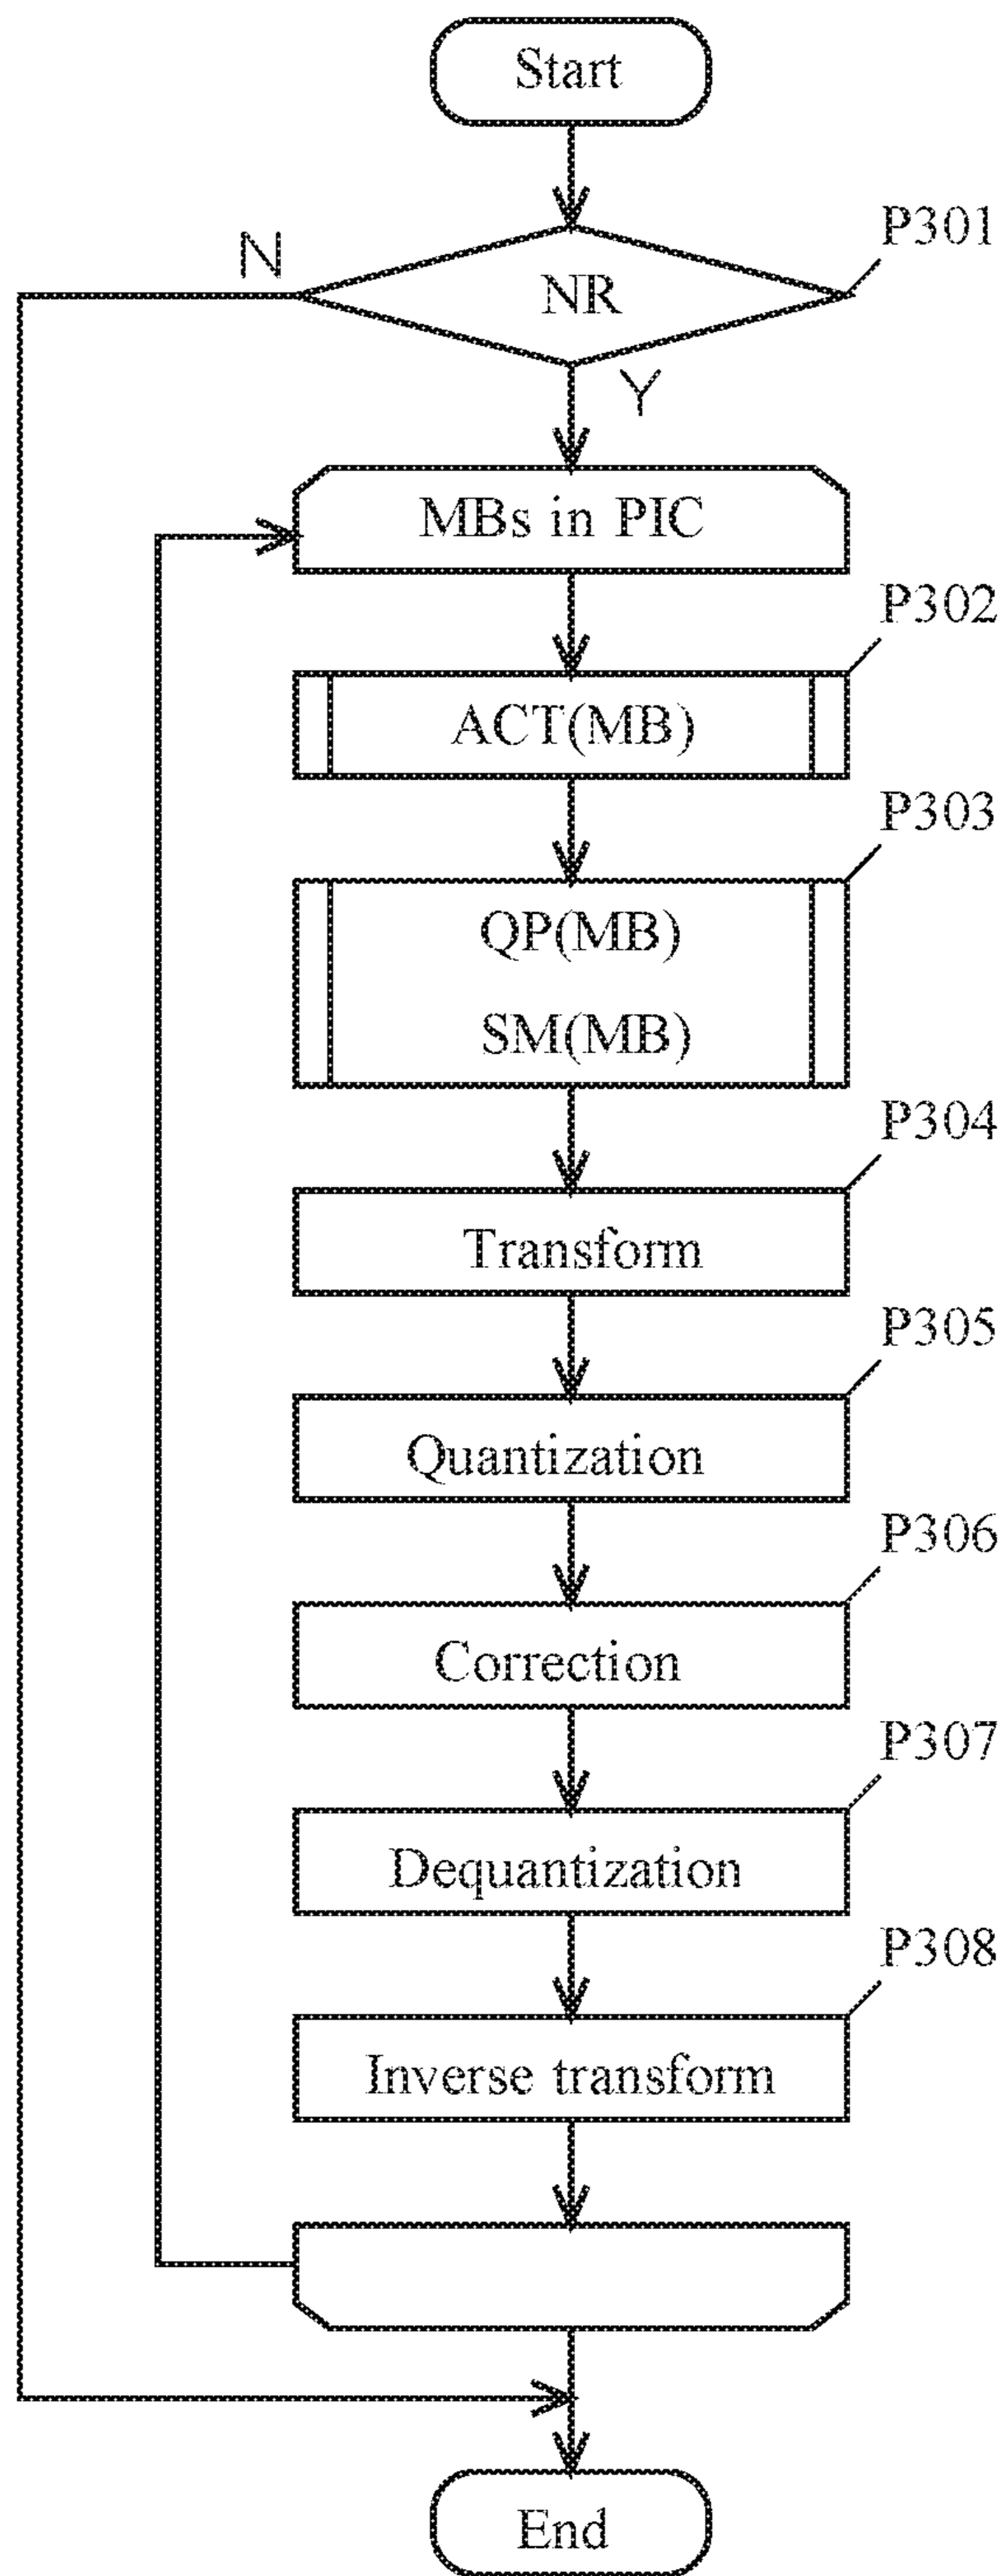 Start
P301
N
NR
Y
MBs in PIC
P302
ACT(MB)
P303
QP(MB)
SM(MB)
P304
Transform
P305
Quantization
P306
Correction
P307
Dequantization
P308
Inverse transform
End